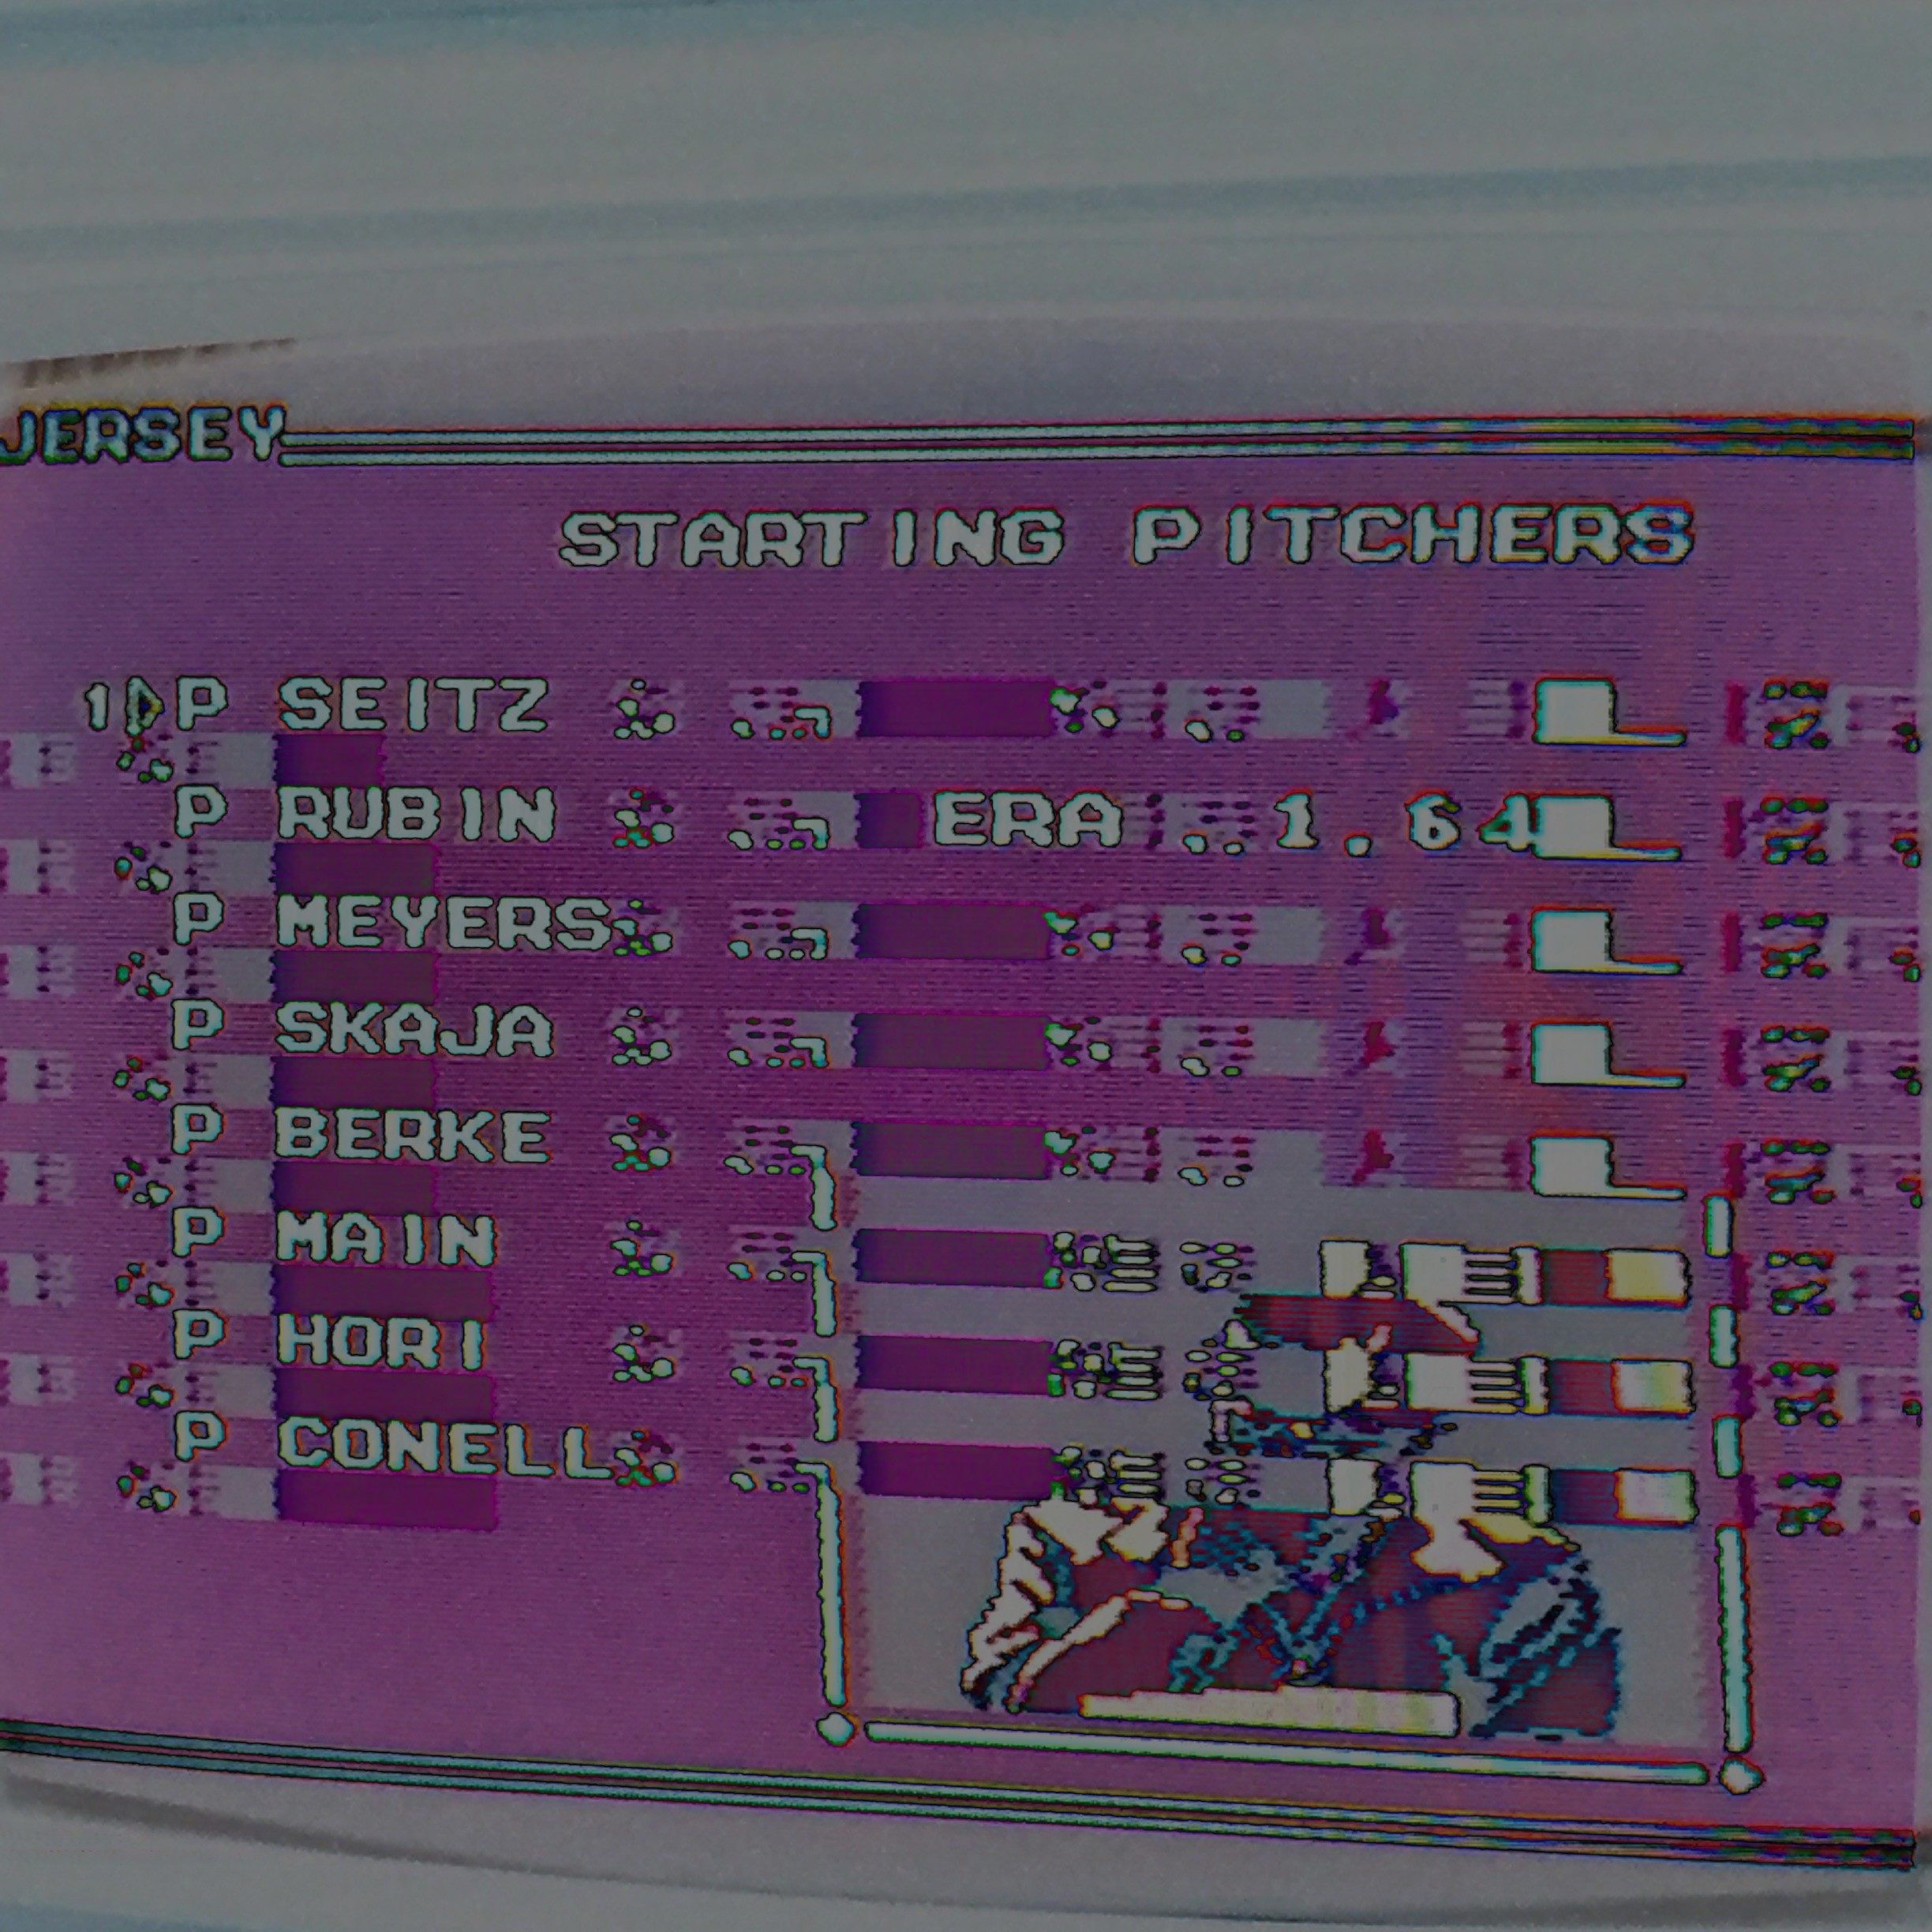 JERSEY
STARTING PITCHERS
1 P SEITZ
P RUBIN ERA 1.64
P MEYERS
P SKAJA
P BERKE
P MAIN
P HORI
P CONELL